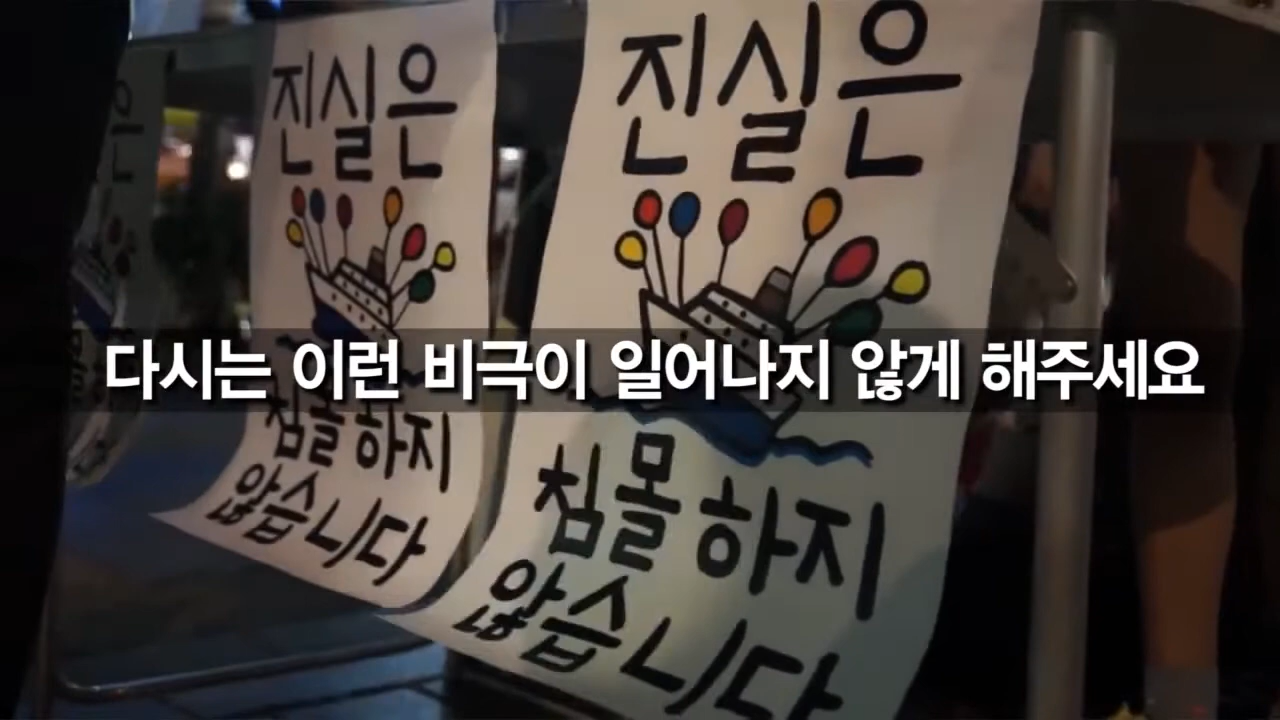 진실은
침몰하지
않습니다
진실은
침몰하지
않습니다
은
다시는 이런 비극이 일어나지 않게 해주세요